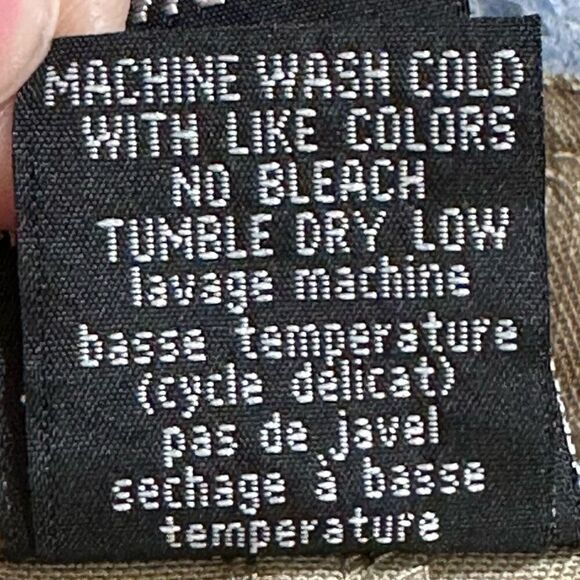 MACHINE WASH COLD
WITH LIKE COLORS
NO BLEACH
TUMBLE DRY LOW
lavage machine
basse temperature
(cycle delicat)
pas de javel
sechage à basse
temperature